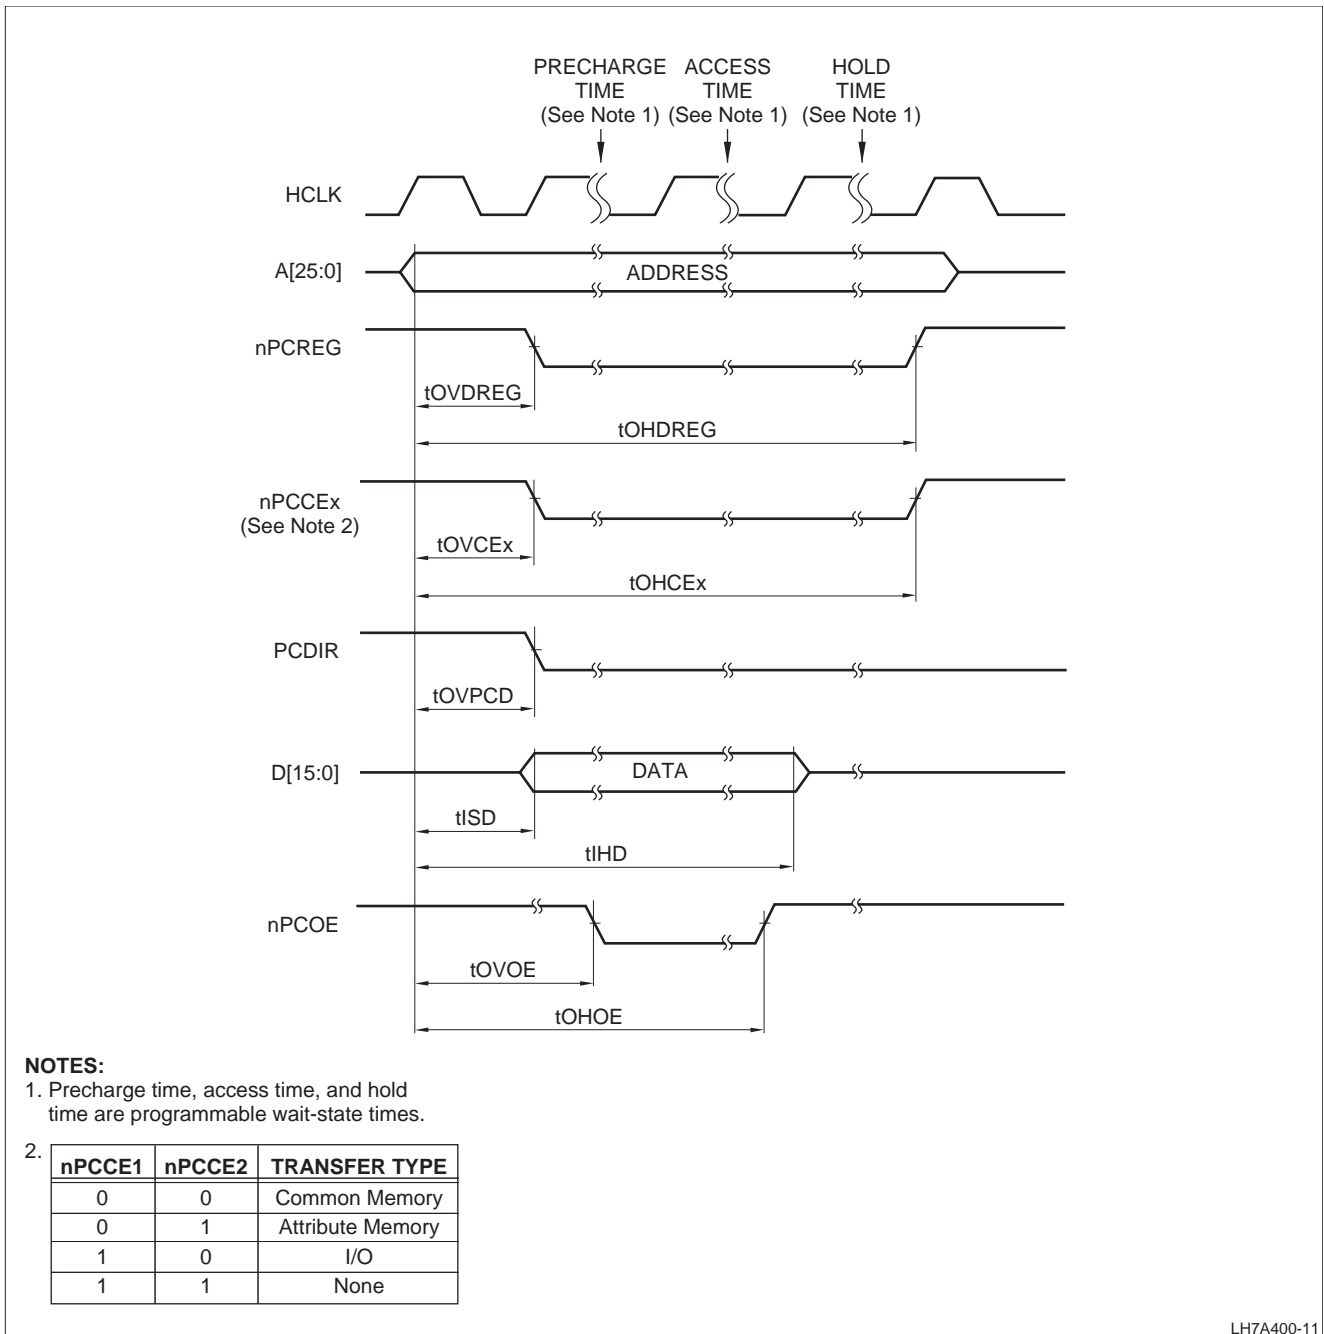 PRECHARGE TIME (See Note 1)
ACCESS TIME (See Note 1)
HOLD TIME (See Note 1)
HCLK
A[25:0]
ADDRESS
nPCREG
tOVDREG
tOHDREG
nPCCEx
(See Note 2)
tOVCEx
tOHCEx
PCDIR
tOVPCD
D[15:0]
DATA
tISD
tIHD
nPCOE
tOVOE
tOHOE
NOTES:
1. Precharge time, access time, and hold
time are programmable wait-state times.
2.
nPCCE1 nPCCE2 TRANSFER TYPE
0 0 Common Memory
0 1 Attribute Memory
1 0 I/O
1 1 None
LH7A400-11